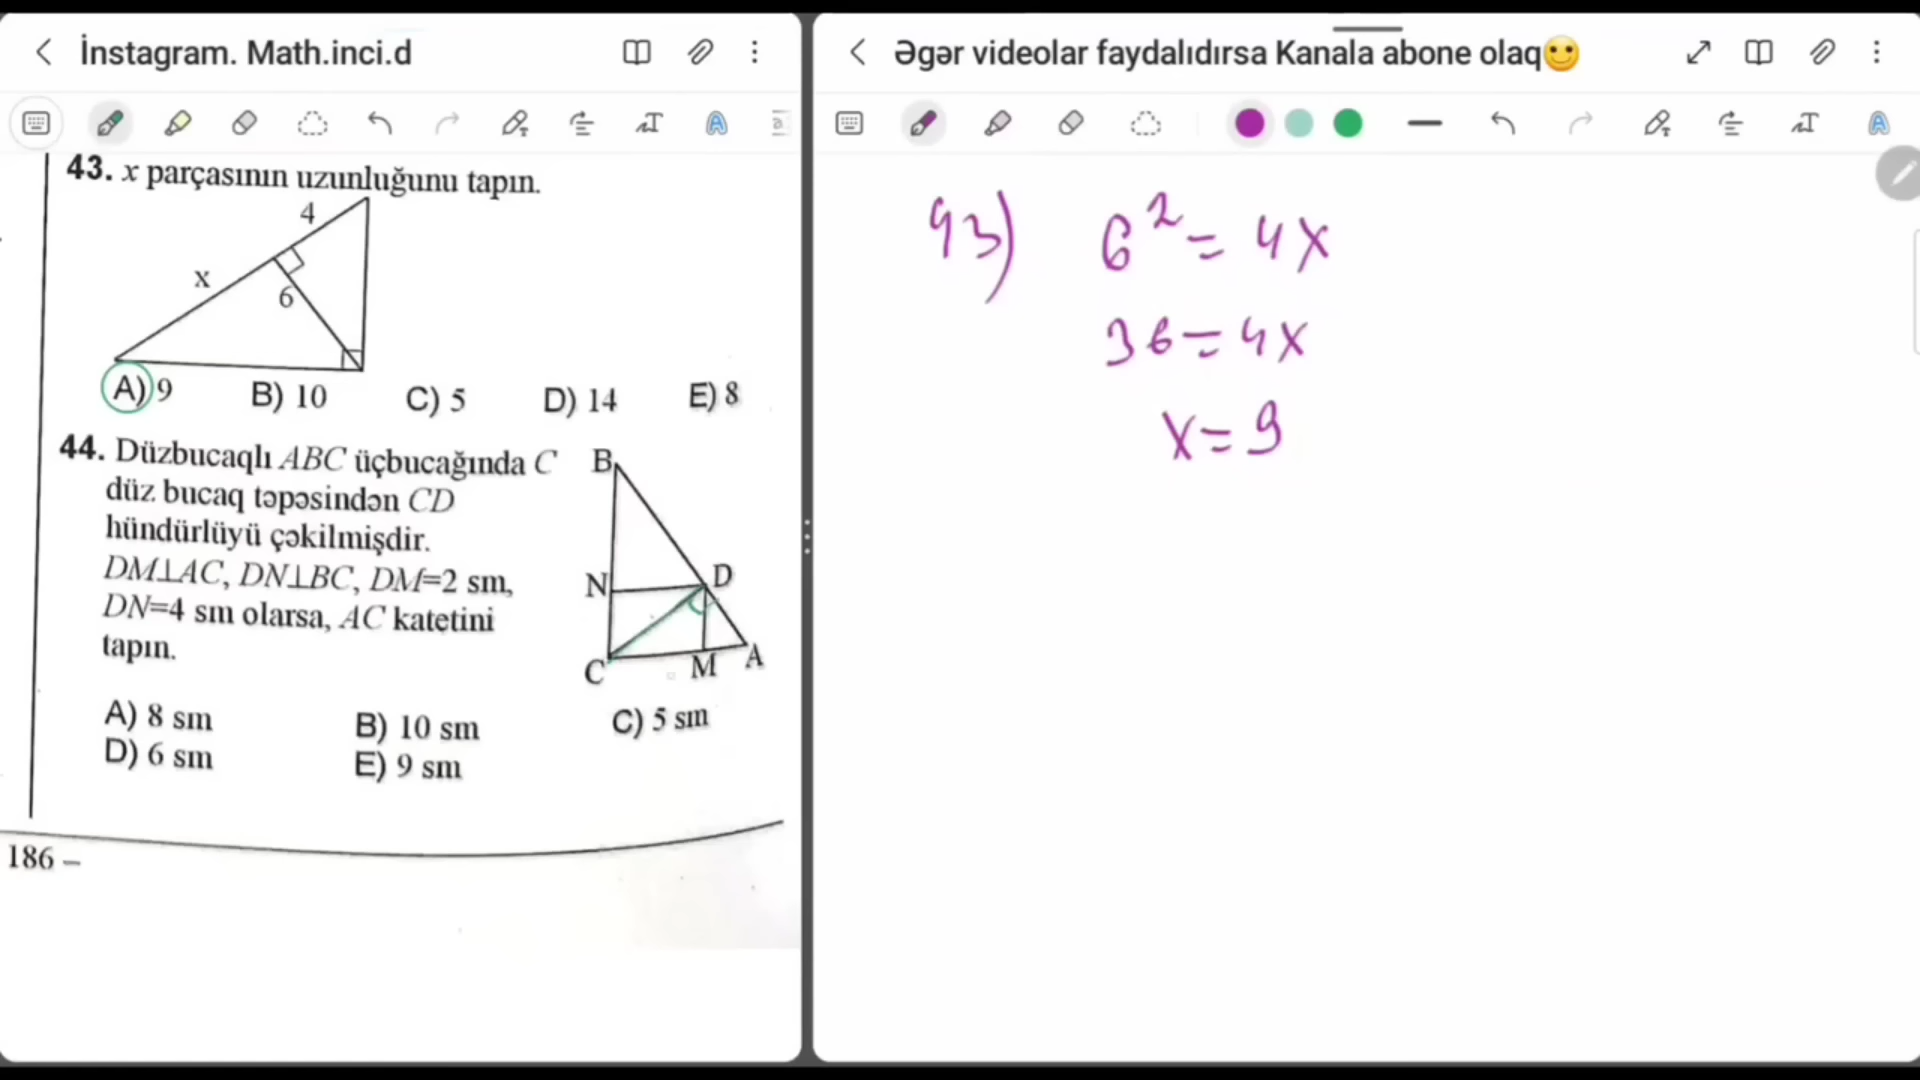 İnstagram. Math.inci.d
43. x parçasının uzunluğunu tapın.
4
x
6
A) 9 B) 10 C) 5 D) 14 E) 8
44. Düzbucaqlı ABC üçbucağında C
düz bucaq təpəsindən CD
hündürlüyü çəkilmişdir.
DM⊥AC, DN⊥BC, DM=2 sm,
DN=4 sm olarsa, AC katetini
tapın.
B
N D
C M A
A) 8 sm B) 10 sm C) 5 sm
D) 6 sm E) 9 sm
186 –
Əgər videolar faydalıdırsa Kanala abone olaq🙂
43) 6² = 4x
36 = 4x
x = 9